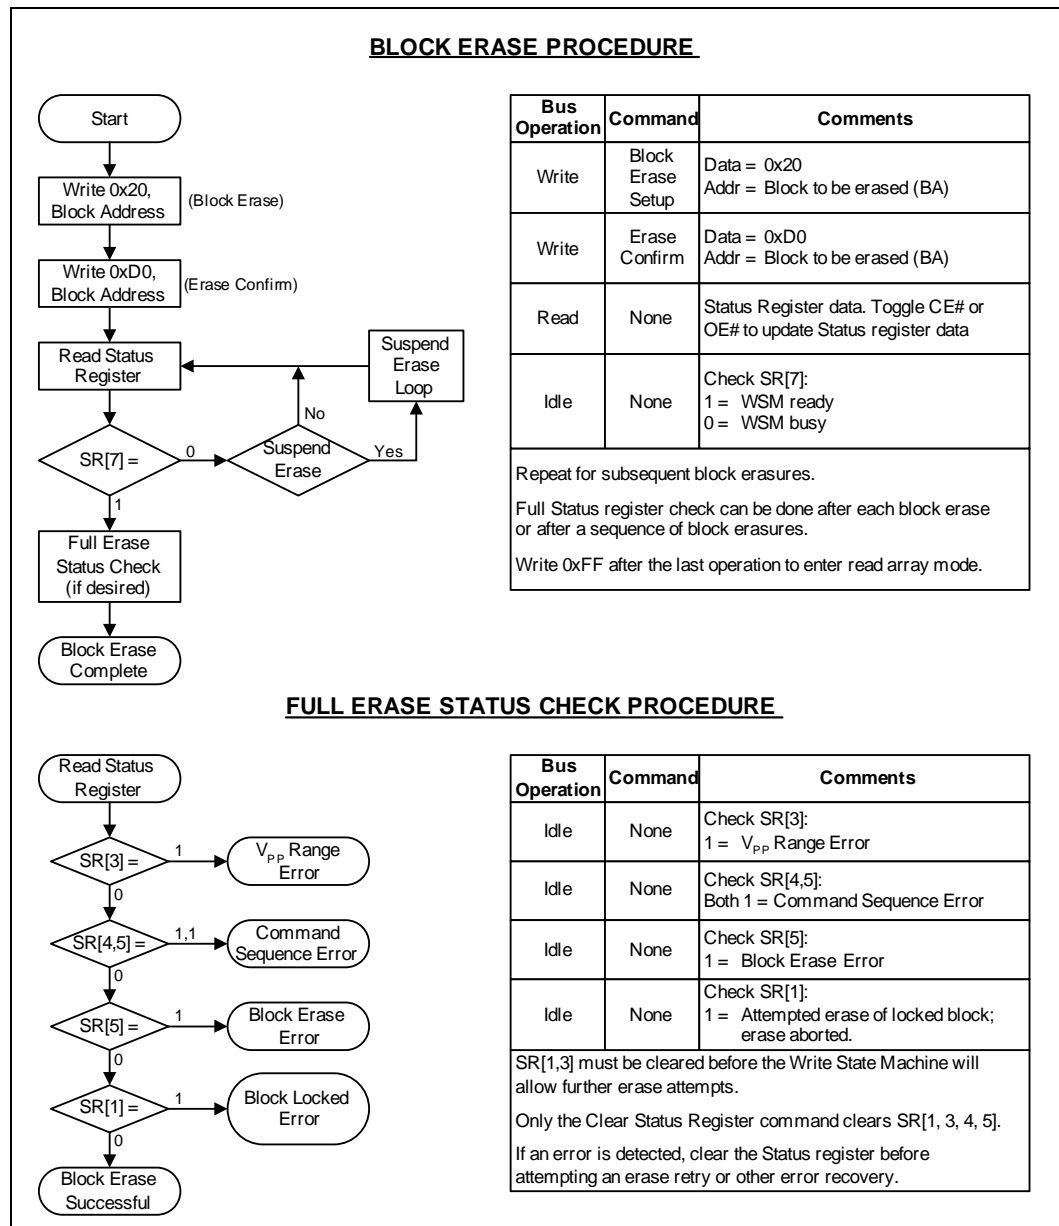 BLOCK ERASE PROCEDURE
Start
Write 0x20,
Block Address
(Block Erase)
Write 0xD0,
Block Address
(Erase Confirm)
Read Status
Register
Suspend
Erase
Loop
No
SR[7] =
0
Suspend
Erase
Yes
1
Full Erase
Status Check
(if desired)
Block Erase
Complete
Bus
Operation
Command
Comments
Write
Block
Erase
Setup
Data = 0x20
Addr = Block to be erased (BA)
Write
Erase
Confirm
Data = 0xD0
Addr = Block to be erased (BA)
Read
None
Status Register data. Toggle CE# or
OE# to update Status register data
Idle
None
Check SR[7]:
1 = WSM ready
0 = WSM busy
Repeat for subsequent block erasures.
Full Status register check can be done after each block erase
or after a sequence of block erasures.
Write 0xFF after the last operation to enter read array mode.
FULL ERASE STATUS CHECK PROCEDURE
Read Status
Register
SR[3] =
1
VPP Range
Error
0
SR[4,5] =
1,1
Command
Sequence Error
0
SR[5] =
1
Block Erase
Error
0
SR[1] =
1
Block Locked
Error
0
Block Erase
Successful
Bus
Operation
Command
Comments
Idle
None
Check SR[3]:
1 = VPP Range Error
Idle
None
Check SR[4,5]:
Both 1 = Command Sequence Error
Idle
None
Check SR[5]:
1 = Block Erase Error
Idle
None
Check SR[1]:
1 = Attempted erase of locked block;
erase aborted.
SR[1,3] must be cleared before the Write State Machine will
allow further erase attempts.
Only the Clear Status Register command clears SR[1, 3, 4, 5].
If an error is detected, clear the Status register before
attempting an erase retry or other error recovery.